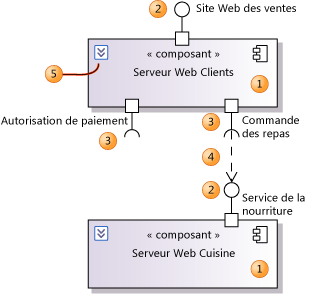 2
Site Web des ventes
« composant »
5
Serveur Web Clients
1
Autorisation de paiement
3
3
Commande
des repas
4
2
Service de la
nourriture
« composant »
Serveur Web Cuisine
1